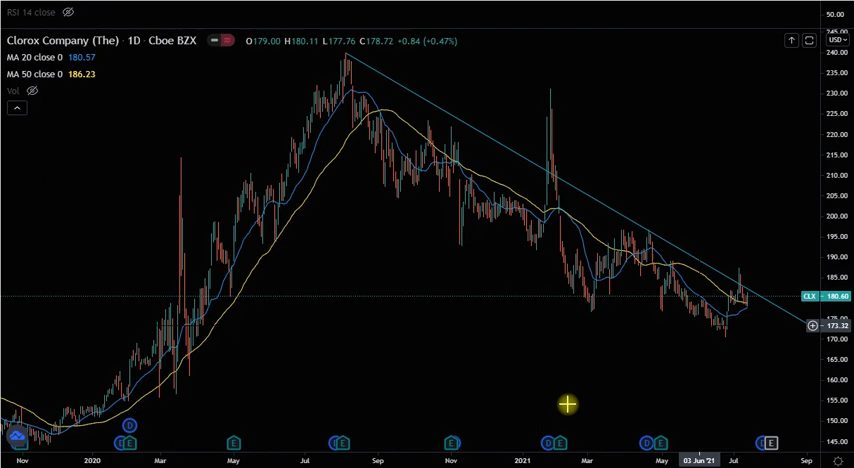 RSI 14 close
Clorox Company (The) · 1D · Cboe BZX
O179.00 H180.11 L177.76 C178.72 +0.84 (+0.47%)
MA 20 close 0 180.57
MA 50 close 0 186.23
Vol
USD
50.00
0.00
240.00
235.00
230.00
225.00
220.00
215.00
210.00
205.00
200.00
195.00
190.00
185.00
CLX 180.60
175.00
173.32
170.00
165.00
160.00
155.00
150.00
145.00
D
D E E D E D E D E D E D E
Nov 2020 Mar May Jul Sep Nov 2021 Mar May 03 Jun '21 Jul Sep